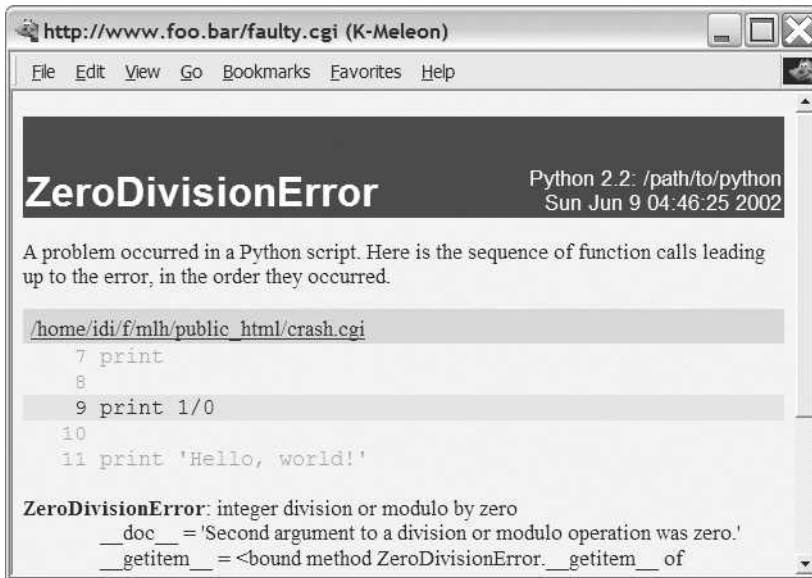 http://www.foo.bar/faulty.cgi (K-Meleon)
File Edit View Go Bookmarks Favorites Help
ZeroDivisionError
Python 2.2: /path/to/python
Sun Jun 9 04:46:25 2002
A problem occurred in a Python script. Here is the sequence of function calls leading
up to the error, in the order they occurred.
/home/idi/f/mlh/public_html/crash.cgi
7 print
8
9 print 1/0
10
11 print 'Hello, world!'
ZeroDivisionError: integer division or modulo by zero
__doc__ = 'Second argument to a division or modulo operation was zero.'
__getitem__ = <bound method ZeroDivisionError.__getitem__ of